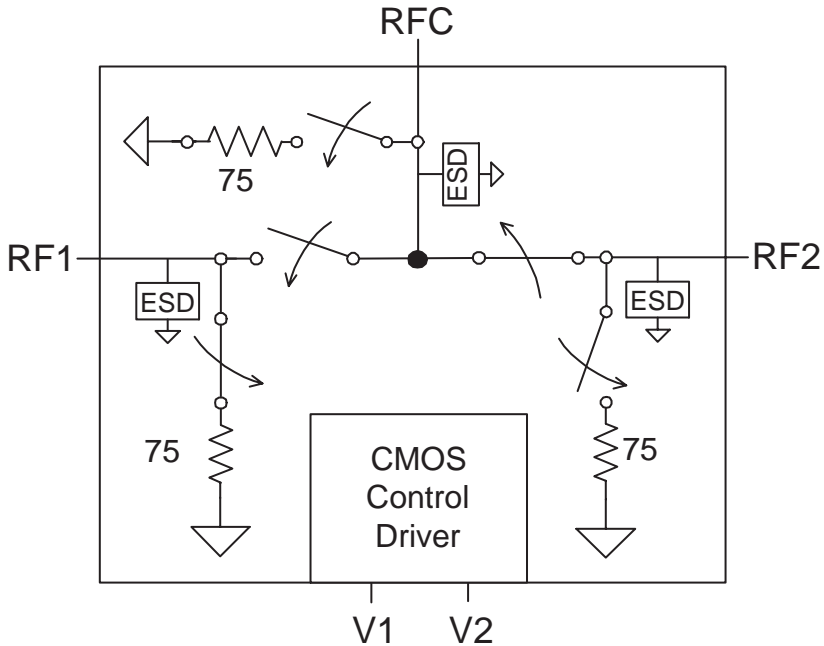 RFC
75
ESD
RF1
RF2
ESD
ESD
75
75
CMOS
Control
Driver
V1
V2